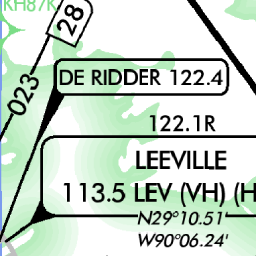 KH87K
28
023
DE RIDDER 122.4
122.1R
LEEVILLE
113.5 LEV (VH) (H
N29°10.51'
W90°06.24'